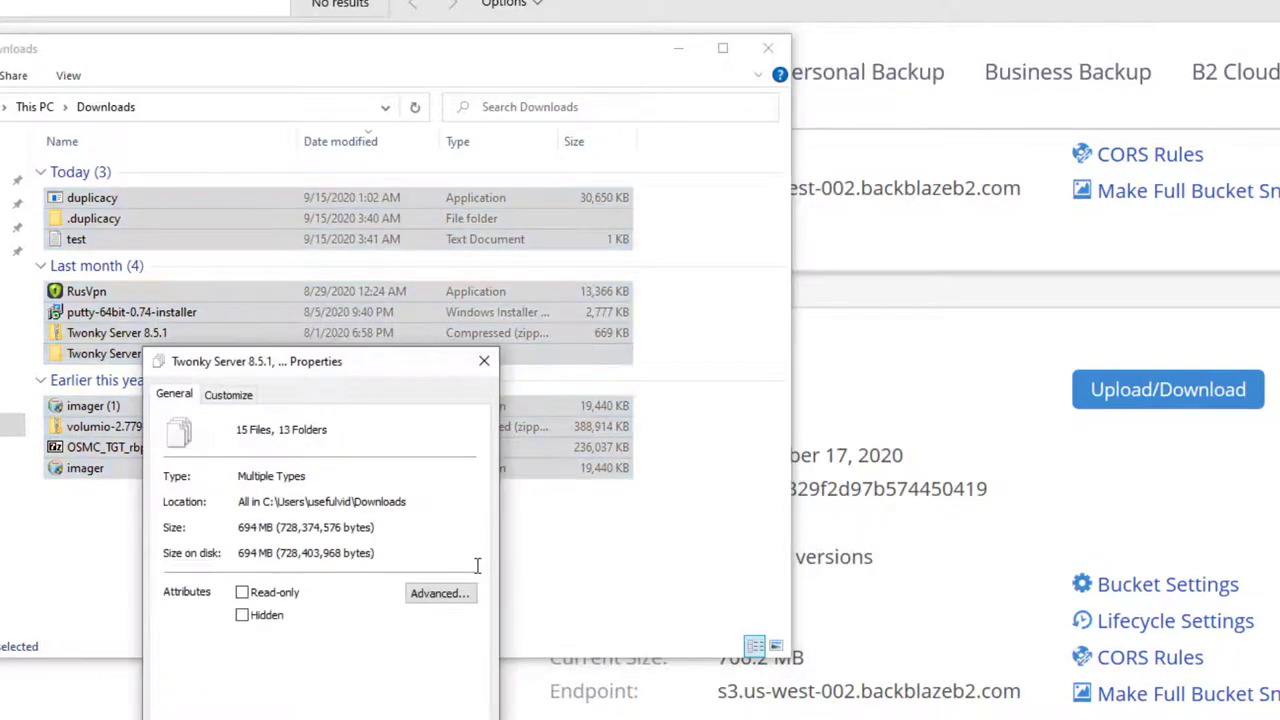 No results
Options
nloads
Share View
This PC > Downloads
Search Downloads
ersonal Backup Business Backup B2 Cloud
Name Date modified Type Size
Today (3)
duplicacy 9/15/2020 1:02 AM Application 30,650 KB
.duplicacy 9/15/2020 3:40 AM File folder
test 9/15/2020 3:41 AM Text Document 1 KB
Last month (4)
RusVpn 8/29/2020 12:24 AM Application 13,366 KB
putty-64bit-0.74-installer 8/5/2020 9:40 PM Windows Installer ... 2,777 KB
Twonky Server 8.5.1 8/1/2020 6:58 PM Compressed (zipp... 669 KB
Twonky Server
Earlier this yea
imager (1) n 19,440 KB
volumio-2.779 ed (zipp... 388,914 KB
OSMC_TGT_rbp 236,037 KB
imager n 19,440 KB
elected
Twonky Server 8.5.1, ... Properties
General Customize
15 Files, 13 Folders
Type: Multiple Types
Location: All in C:\Users\usefulvid\Downloads
Size: 694 MB (728,374,576 bytes)
Size on disk: 694 MB (728,403,968 bytes)
Attributes Read-only Advanced...
Hidden
CORS Rules
est-002.backblazeb2.com
Make Full Bucket Sn
Upload/Download
ber 17, 2020
329f2d97b574450419
versions
Bucket Settings
Lifecycle Settings
CORS Rules
Endpoint: s3.us-west-002.backblazeb2.com
Make Full Bucket Sn